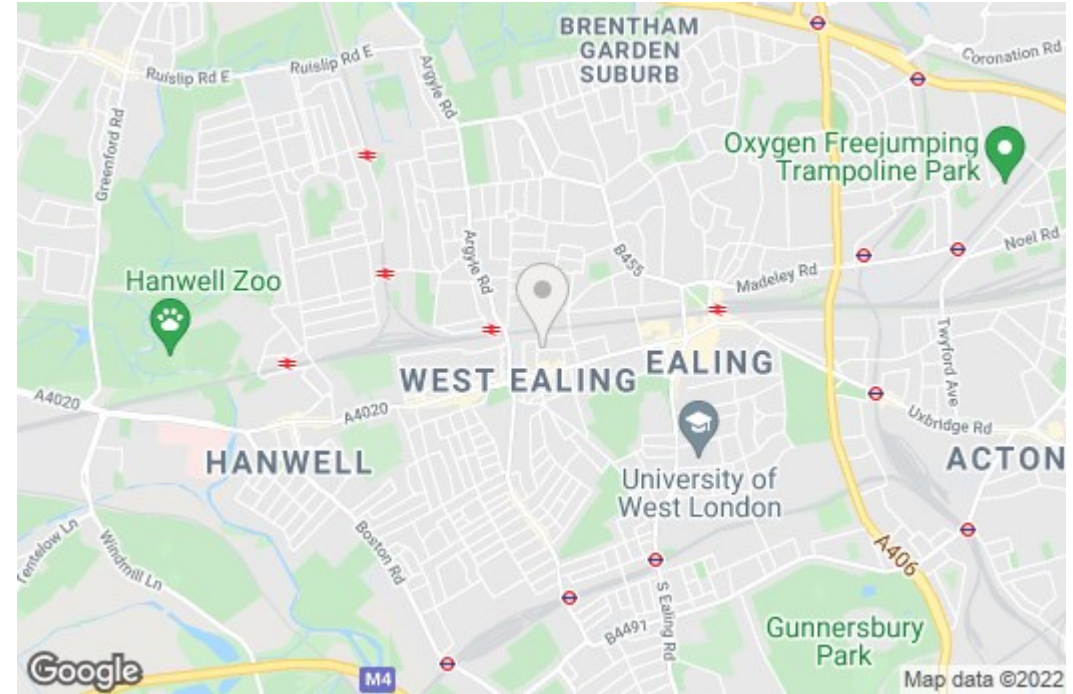 BRENTHAM
GARDEN
SUBURB
Coronation Rd
Ruislip Rd E
Ruislip Rd E
Argyle Rd
Greenford Rd
Oxygen Freejumping
Trampoline Park
Noel Rd
Argyle Rd
B455
Madeley Rd
Hanwell Zoo
Twyford Ave
WEST EALING
EALING
A4020
A4020
Uxbridge Rd
HANWELL
ACTON
University of
West London
Boston Rd
Windmill Ln
A406
S Ealing Rd
B4491
Gunnersbury
Park
Google
M4
Map data ©2022